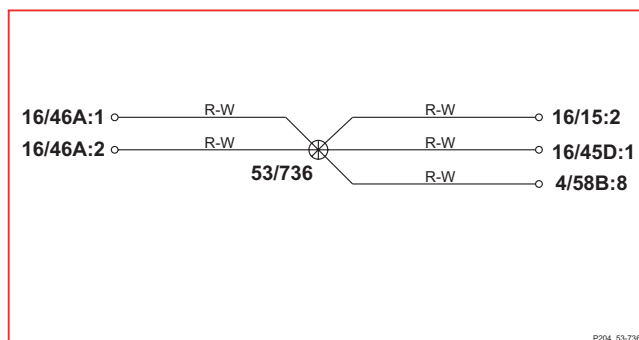 R-W R-W
16/46A:1 16/15:2
R-W R-W
16/46A:2 16/45D:1
53/736
R-W
4/58B:8
P204_53-736